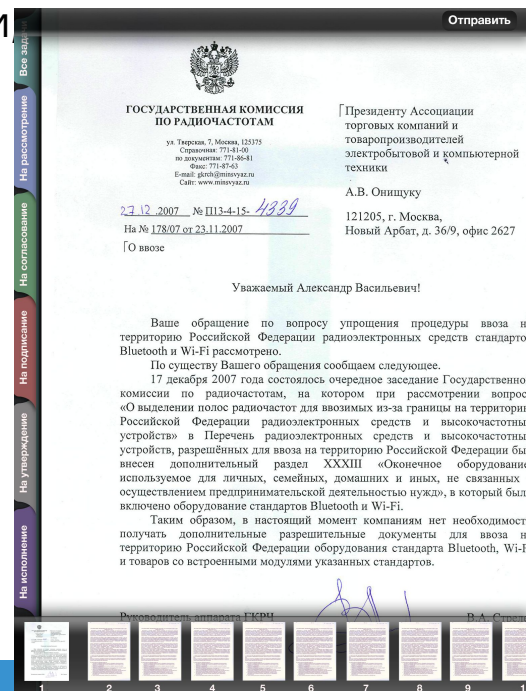 Отправить
Все задачи
На рассмотрение
На согласование
На подписание
На утверждение
На исполнение
ГОСУДАРСТВЕННАЯ КОМИССИЯ
ПО РАДИОЧАСТОТАМ
ул. Тверская, 7, Москва, 125375
Справочная: 771-81-00
по документам: 771-86-81
Факс: 771-87-63
E-mail: gkrch@minsvyaz.ru
Сайт: www.minsvyaz.ru
27.12.2007 № П13-4-15- 4339
На № 178/07 от 23.11.2007
О ввозе
Президенту Ассоциации
торговых компаний и
товаропроизводителей
электробытовой и компьютерной
техники
А.В. Онищуку
121205, г. Москва,
Новый Арбат, д. 36/9, офис 2627
Уважаемый Александр Васильевич!
Ваше обращение по вопросу упрощения процедуры ввоза н
территорию Российской Федерации радиоэлектронных средств стандарто
Bluetooth и Wi-Fi рассмотрено.
По существу Вашего обращения сообщаем следующее.
17 декабря 2007 года состоялось очередное заседание Государственно
комиссии по радиочастотам, на котором при рассмотрении вопрос
«О выделении полос радиочастот для ввозимых из-за границы на территори
Российской Федерации радиоэлектронных средств и высокочастотны
устройств» в Перечень радиоэлектронных средств и высокочастотны
устройств, разрешённых для ввоза на территорию Российской Федерации бы
внесен дополнительный раздел XXXIII «Оконечное оборудование
используемое для личных, семейных, домашних и иных, не связанных
осуществлением предпринимательской деятельностью нужд», в который был
включено оборудование стандартов Bluetooth и Wi-Fi.
Таким образом, в настоящий момент компаниям нет необходимост
получать дополнительные разрешительные документы для ввоза н
территорию Российской Федерации оборудования стандарта Bluetooth, Wi-F
и товаров со встроенными модулями указанных стандартов.
Руководитель аппарата ГКРЧ В.А. Стрел
1 2 3 4 5 6 7 8 9 1